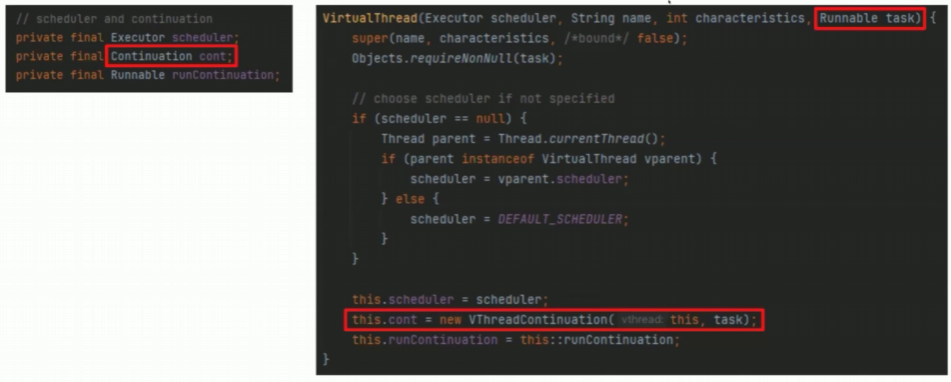 // scheduler and continuation
private final Executor scheduler;
private final Continuation cont;
private final Runnable runContinuation;
VirtualThread(Executor scheduler, String name, int characteristics, Runnable task) {
super(name, characteristics, /*bound*/ false);
Objects.requireNonNull(task);
// choose scheduler if not specified
if (scheduler == null) {
Thread parent = Thread.currentThread();
if (parent instanceof VirtualThread vparent) {
scheduler = vparent.scheduler;
} else {
scheduler = DEFAULT_SCHEDULER;
}
}
this.scheduler = scheduler;
this.cont = new VThreadContinuation( vthread: this, task);
this.runContinuation = this::runContinuation;
}